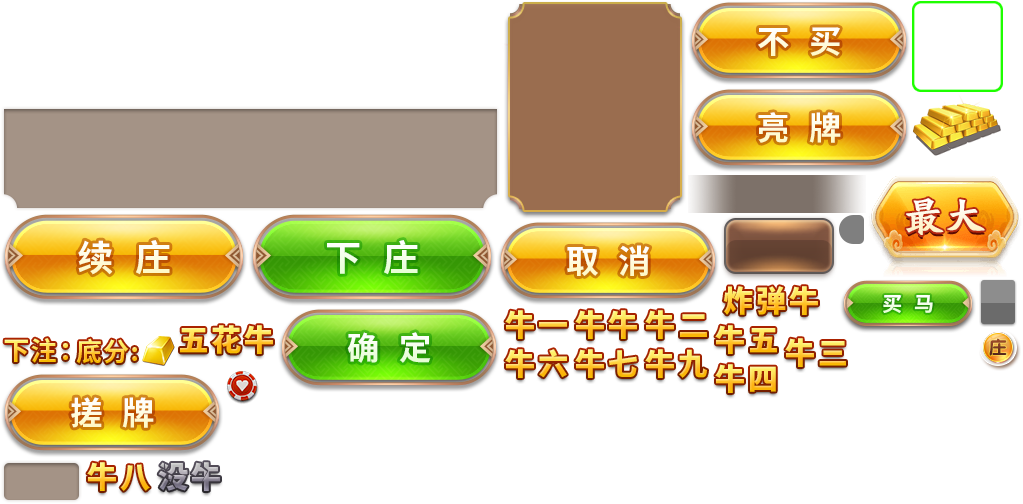 不 买
亮 牌
最大
续 庄
下 庄
取 消
炸弹牛
买 马
下注:
底分:
五花牛
确 定
牛一
牛牛
牛二
牛五
牛三
庄
牛六
牛七
牛九
牛四
搓 牌
牛八
没牛